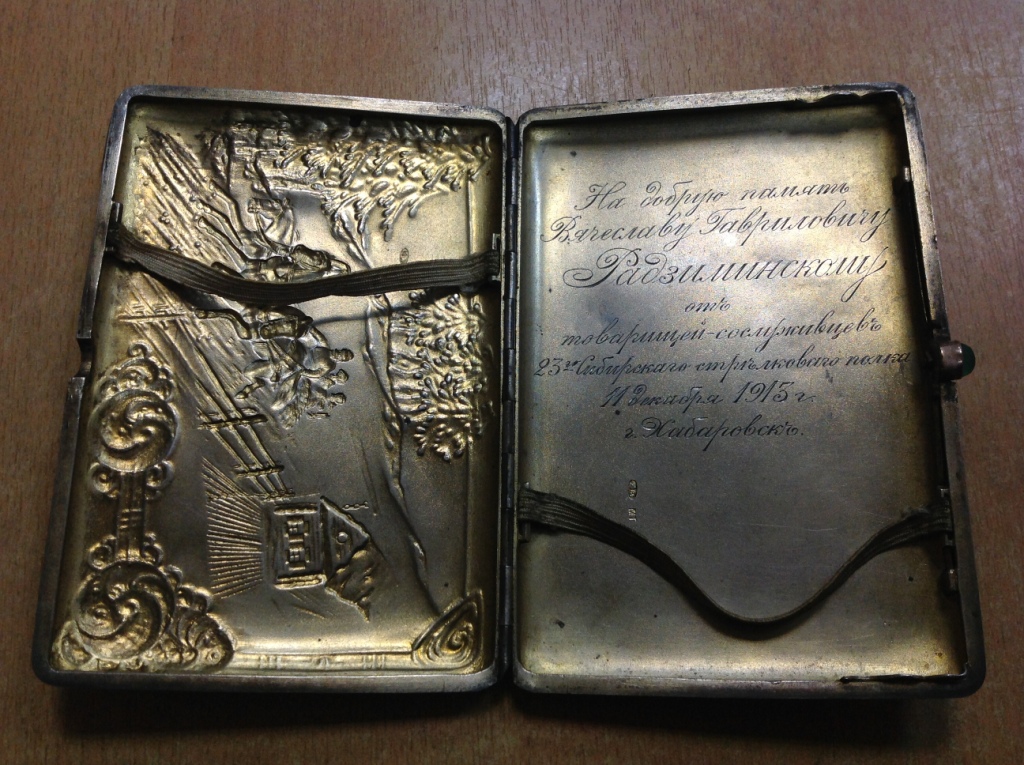 На добрую память
Вячеславу Гавриловичу
Радзиминскому
отъ
товарищей-сослуживцевъ
23го Сибирскаго стрѣлковаго полка
11 декабря 1913 г.
г. Хабаровскъ.